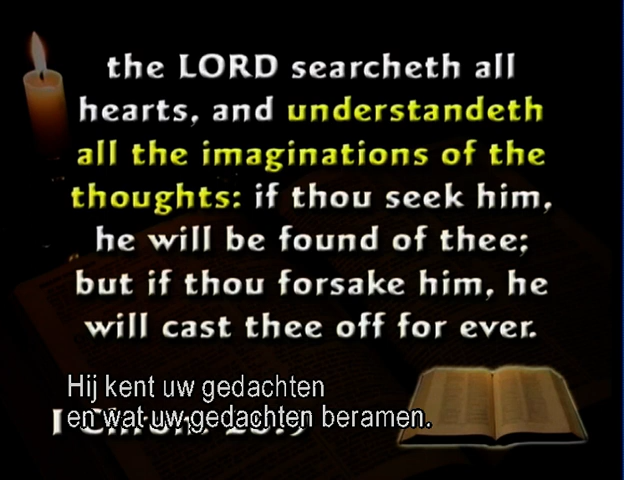 the LORD searcheth all
hearts, and understandeth
all the imaginations of the
thoughts: if thou seek him,
he will be found of thee;
but if thou forsake him, he
will cast thee off for ever.
Hij kent uw gedachten
en wat uw gedachten beramen.